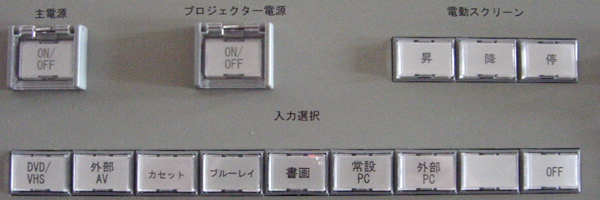 主電源
プロジェクター電源
電動スクリーン
ON/
OFF
ON/
OFF
昇
降
停
入力選択
DVD/
VHS
外部
AV
カセット
ブルーレイ
書画
常設
PC
外部
PC
OFF